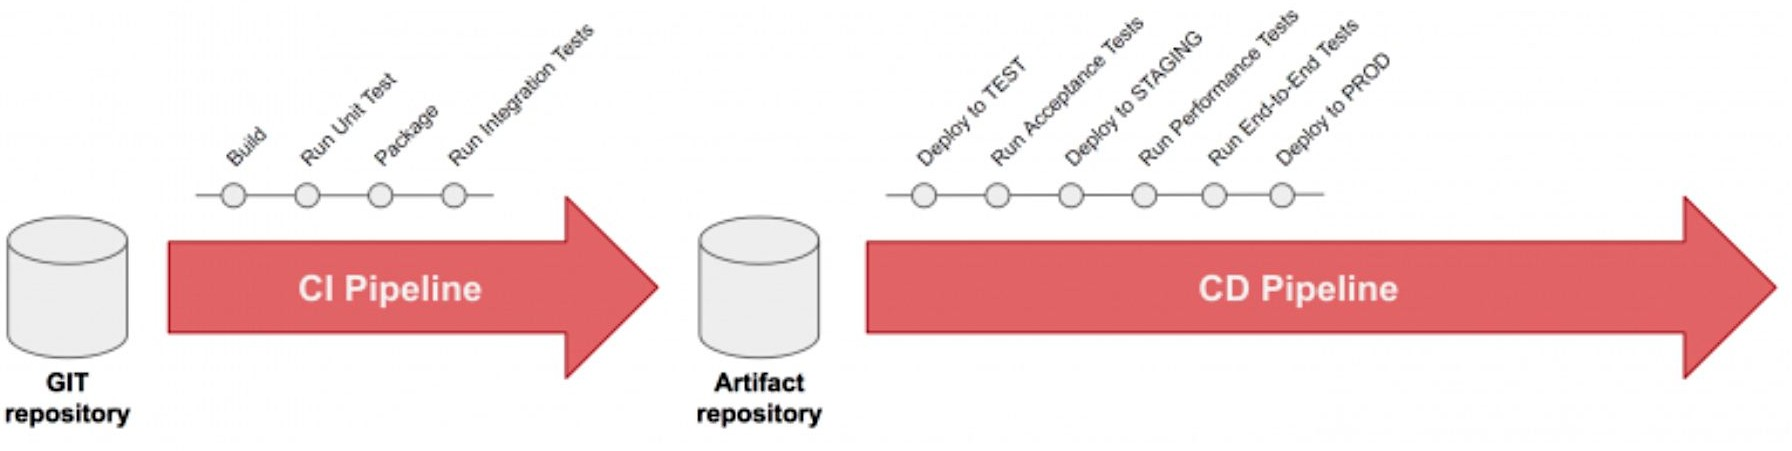 Build
Run Unit Test
Package
Run Integration Tests
Deploy to TEST
Run Acceptance Tests
Deploy to STAGING
Run Performance Tests
Run End-to-End Tests
Deploy to PROD
CI Pipeline
CD Pipeline
GIT
repository
Artifact
repository